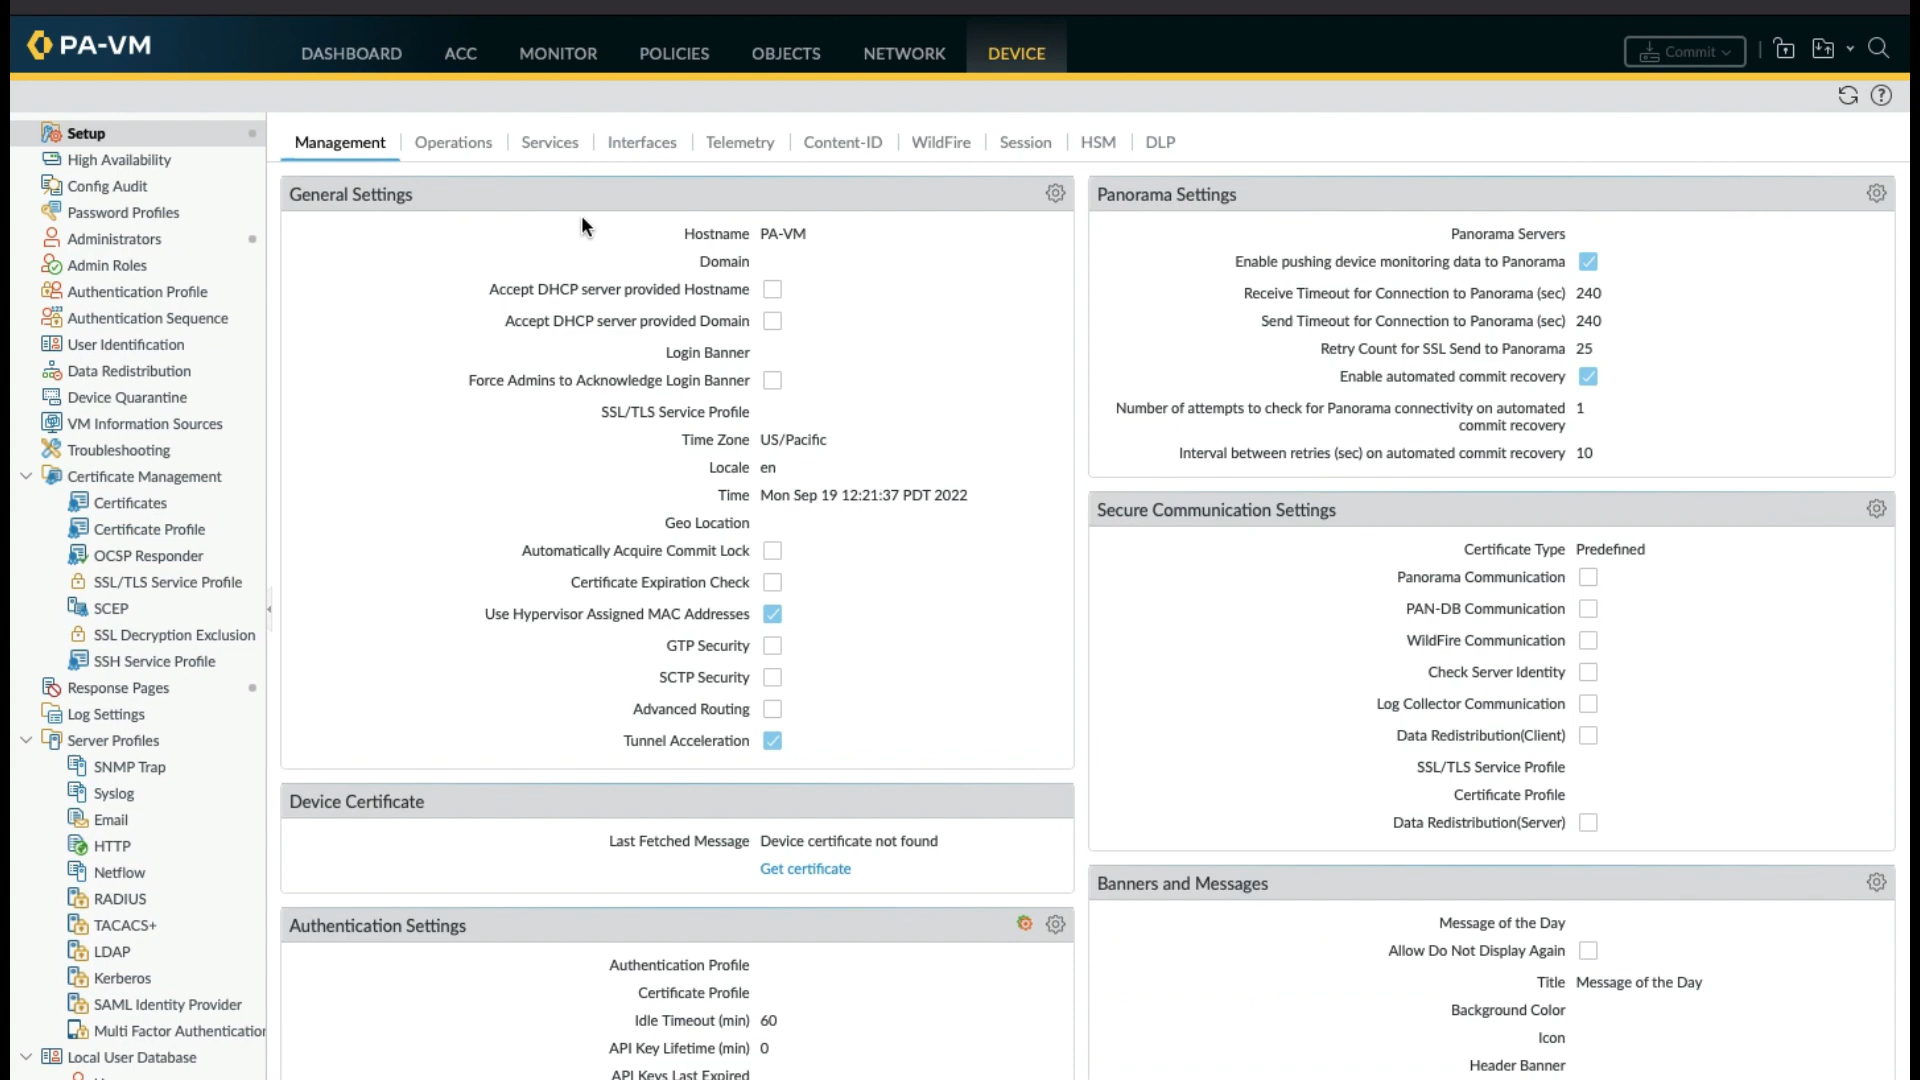 PA-VM
DASHBOARD
ACC
MONITOR
POLICIES
OBJECTS
NETWORK
DEVICE
Commit
Setup
High Availability
Config Audit
Password Profiles
Administrators
Admin Roles
Authentication Profile
Authentication Sequence
User Identification
Data Redistribution
Device Quarantine
VM Information Sources
Troubleshooting
Certificate Management
Certificates
Certificate Profile
OCSP Responder
SSL/TLS Service Profile
SCEP
SSL Decryption Exclusion
SSH Service Profile
Response Pages
Log Settings
Server Profiles
SNMP Trap
Syslog
Email
HTTP
Netflow
RADIUS
TACACS+
LDAP
Kerberos
SAML Identity Provider
Multi Factor Authentication
Local User Database
Management
Operations
Services
Interfaces
Telemetry
Content-ID
WildFire
Session
HSM
DLP
General Settings
Hostname PA-VM
Domain
Accept DHCP server provided Hostname
Accept DHCP server provided Domain
Login Banner
Force Admins to Acknowledge Login Banner
SSL/TLS Service Profile
Time Zone US/Pacific
Locale en
Time Mon Sep 19 12:21:37 PDT 2022
Geo Location
Automatically Acquire Commit Lock
Certificate Expiration Check
Use Hypervisor Assigned MAC Addresses
GTP Security
SCTP Security
Advanced Routing
Tunnel Acceleration
Device Certificate
Last Fetched Message Device certificate not found
Get certificate
Authentication Settings
Authentication Profile
Certificate Profile
Idle Timeout (min) 60
API Key Lifetime (min) 0
API Keys Last Expired
Panorama Settings
Panorama Servers
Enable pushing device monitoring data to Panorama
Receive Timeout for Connection to Panorama (sec) 240
Send Timeout for Connection to Panorama (sec) 240
Retry Count for SSL Send to Panorama 25
Enable automated commit recovery
Number of attempts to check for Panorama connectivity on automated 1
commit recovery
Interval between retries (sec) on automated commit recovery 10
Secure Communication Settings
Certificate Type Predefined
Panorama Communication
PAN-DB Communication
WildFire Communication
Check Server Identity
Log Collector Communication
Data Redistribution(Client)
SSL/TLS Service Profile
Certificate Profile
Data Redistribution(Server)
Banners and Messages
Message of the Day
Allow Do Not Display Again
Title Message of the Day
Background Color
Icon
Header Banner